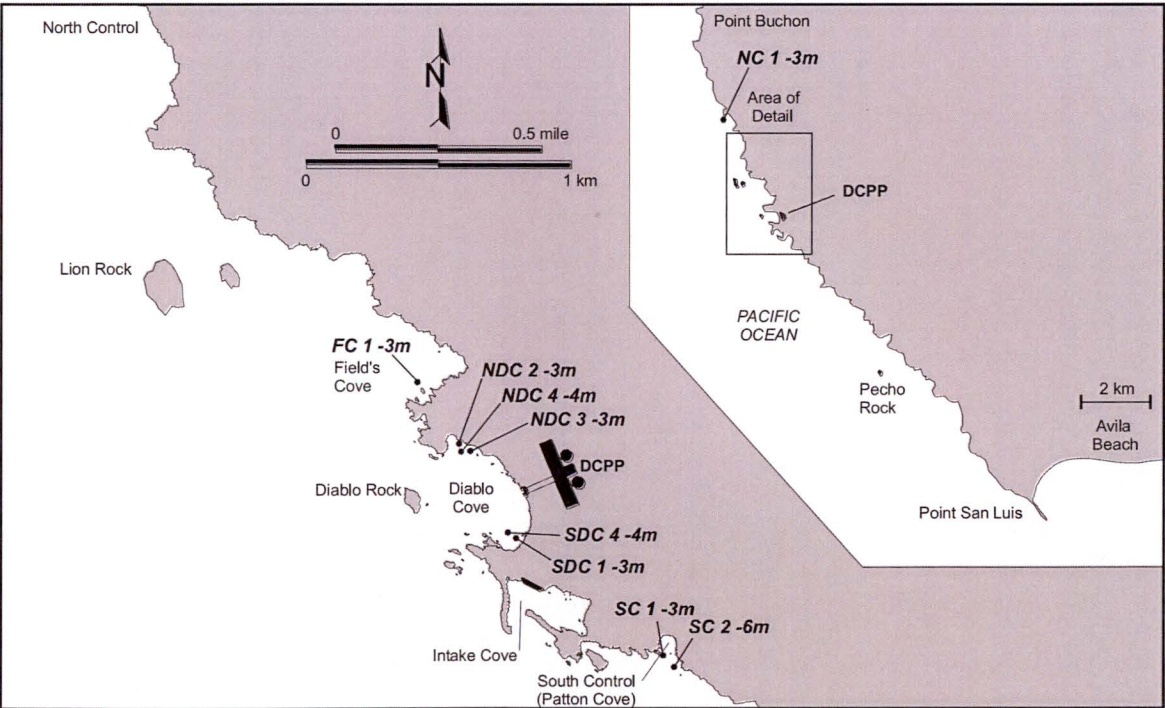 North Control
N
0
0.5 mile
0
1 km
Lion Rock
FC 1 -3m
Field's
Cove
NDC 2 -3m
NDC 4 -4m
NDC 3 -3m
DCPP
Diablo Rock
Diablo
Cove
SDC 4 -4m
SDC 1 -3m
SC 1 -3m
SC 2 -6m
Intake Cove
South Control
(Patton Cove)
Point Buchon
NC 1 -3m
Area of
Detail
DCPP
PACIFIC
OCEAN
Pecho
Rock
2 km
Avila
Beach
Point San Luis